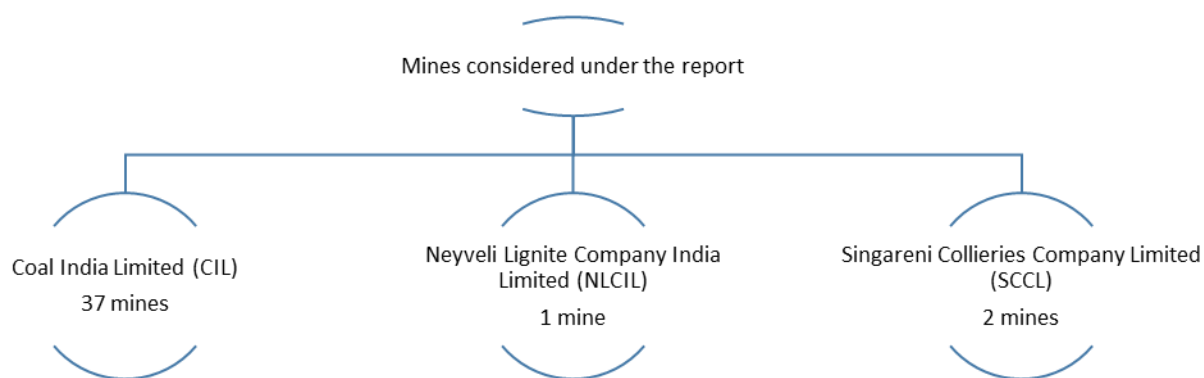 Mines considered under the report
Coal India Limited (CIL)
37 mines
Neyveli Lignite Company India
Limited (NLCIL)
1 mine
Singareni Collieries Company Limited
(SCCL)
2 mines